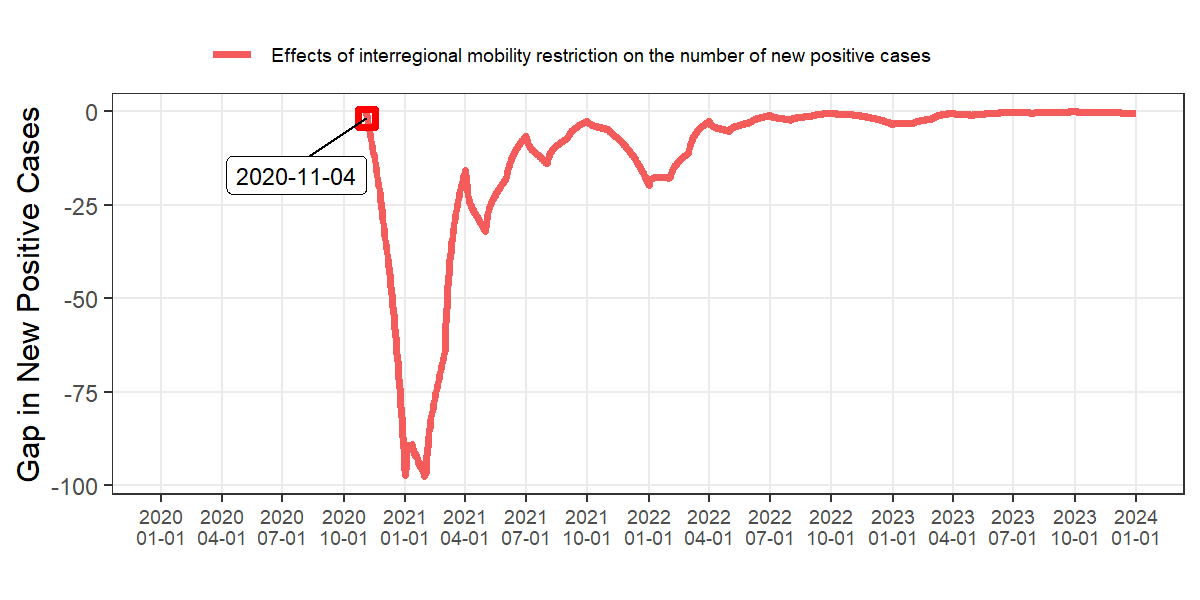 Effects of interregional mobility restriction on the number of new positive cases
Gap in New Positive Cases
0
-25
-50
-75
-100
2020-11-04
2020 2020 2020 2020 2021 2021 2021 2021 2022 2022 2022 2022 2023 2023 2023 2023 2024
01-01 04-01 07-01 10-01 01-01 04-01 07-01 10-01 01-01 04-01 07-01 10-01 01-01 04-01 07-01 10-01 01-01